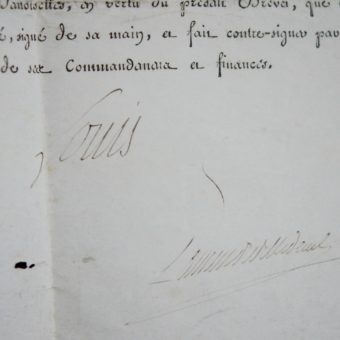 en vertu du présent Brevet, que
signé de sa main, et fait contre-signer par
de ses Commandemens et finances.
Louis